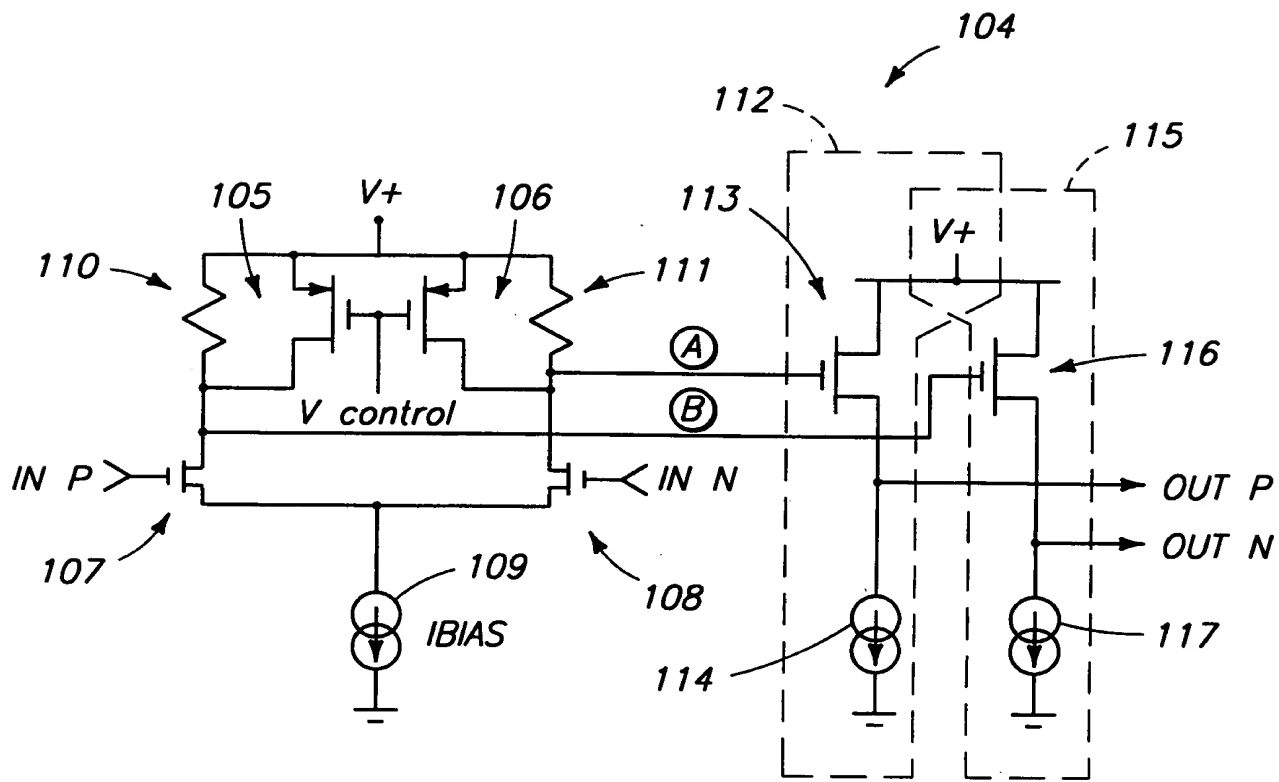 104
112
115
V+
105
106
113
V+
110
111
A
116
V control
B
IN P
IN N
OUT P
OUT N
107
109
108
IBIAS
114
117